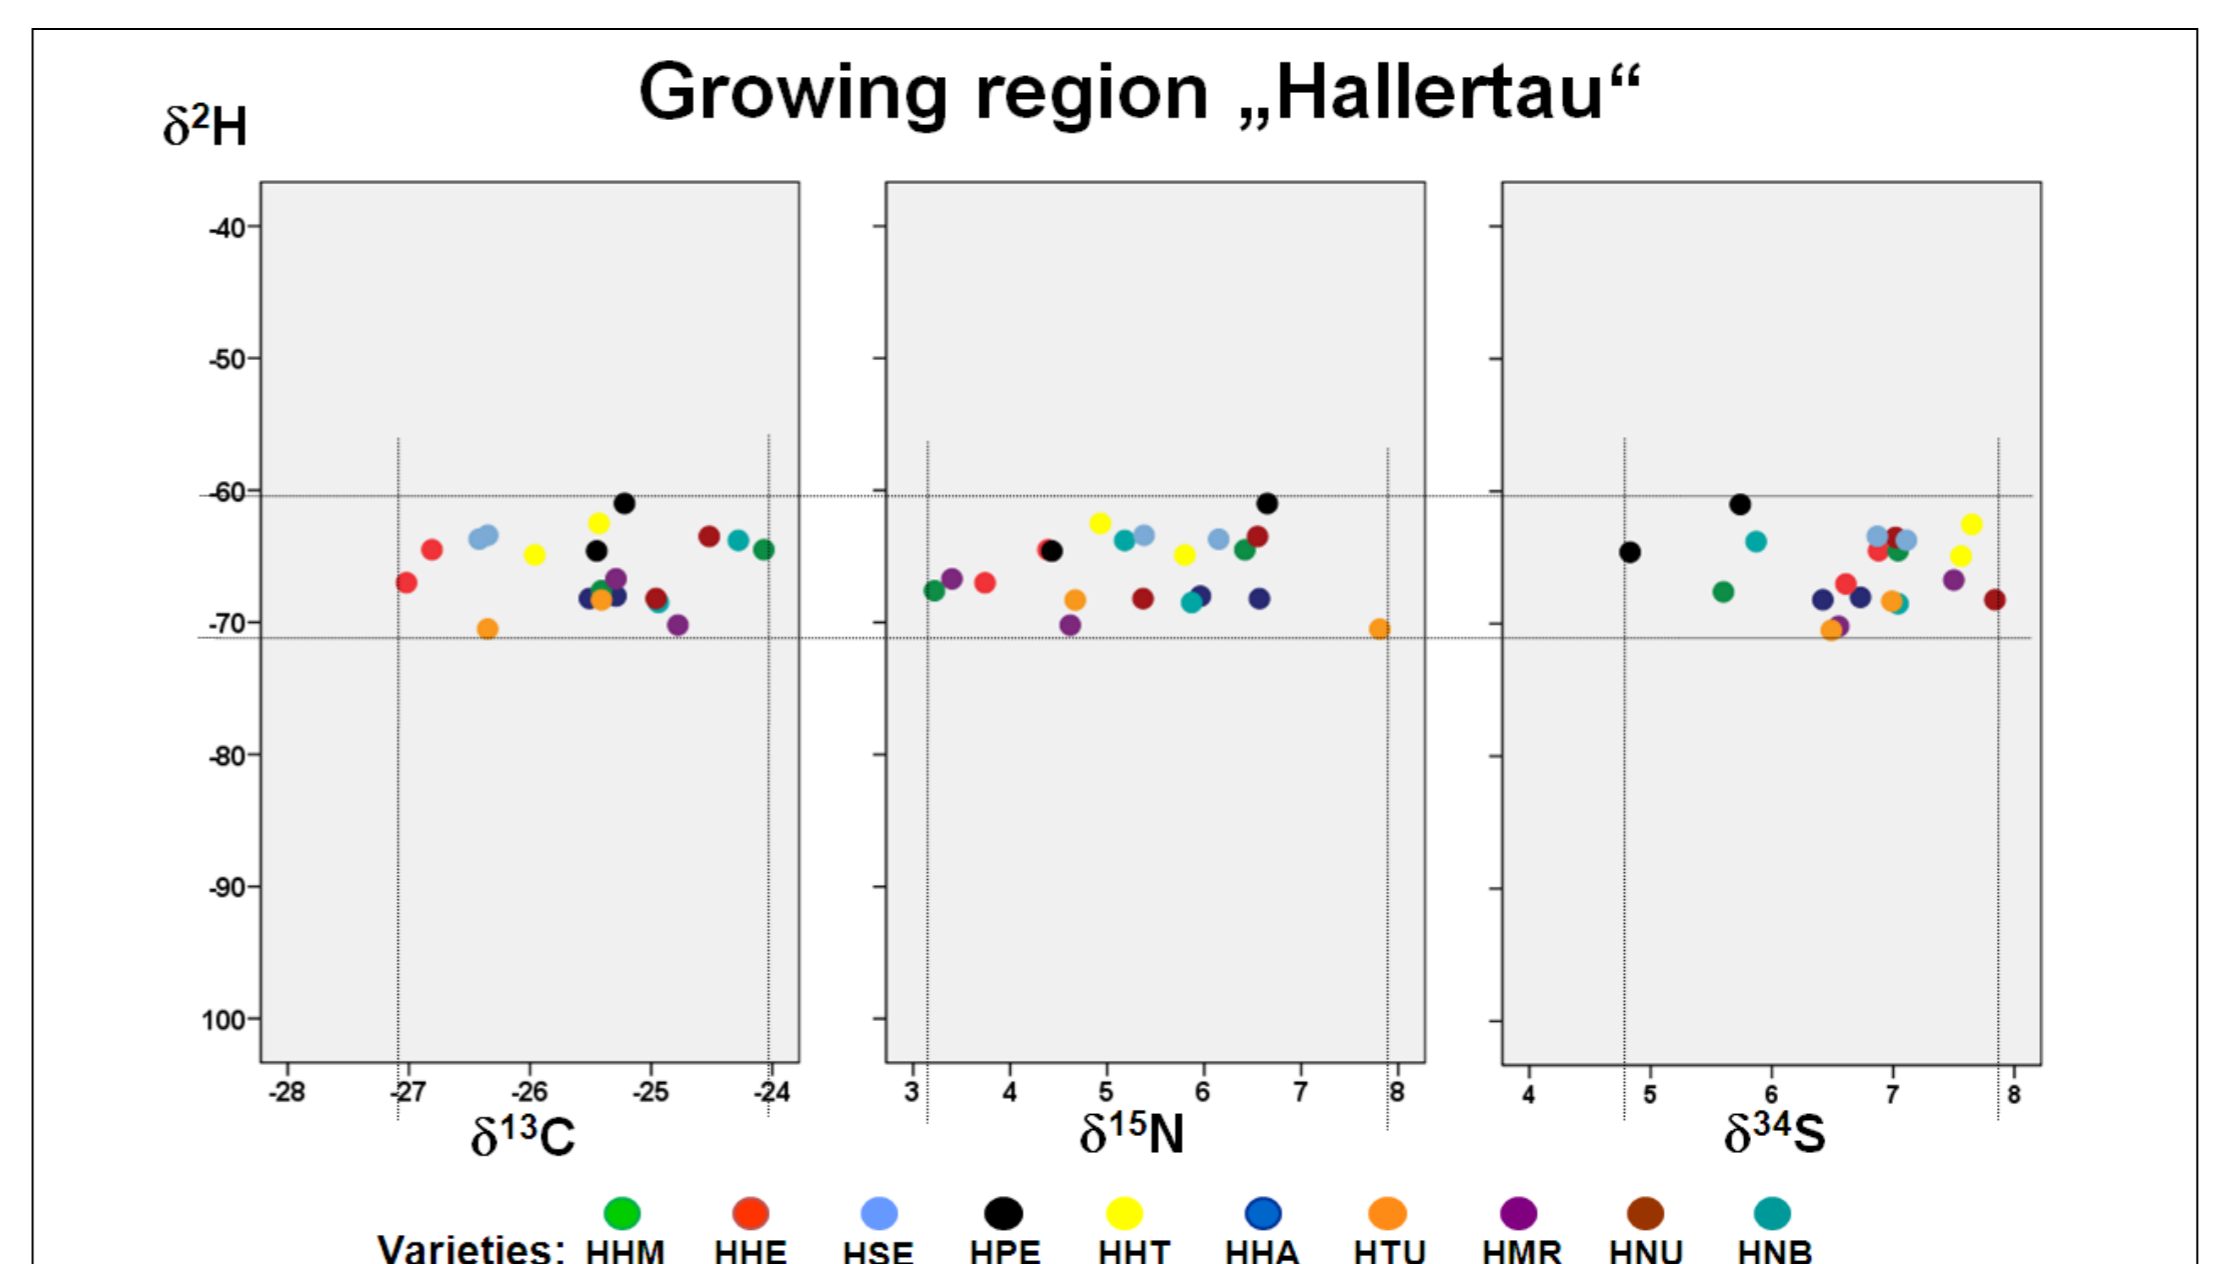 Growing region „Hallertau“
δ²H
-40
-50
-60
-70
-80
-90
100
-28 -27 -26 -25 -24
3 4 5 6 7 8
4 5 6 7 8
δ¹³C
δ¹⁵N
δ³⁴S
Varieties: HHM HHE HSE HPE HHT HHA HTU HMR HNU HNB